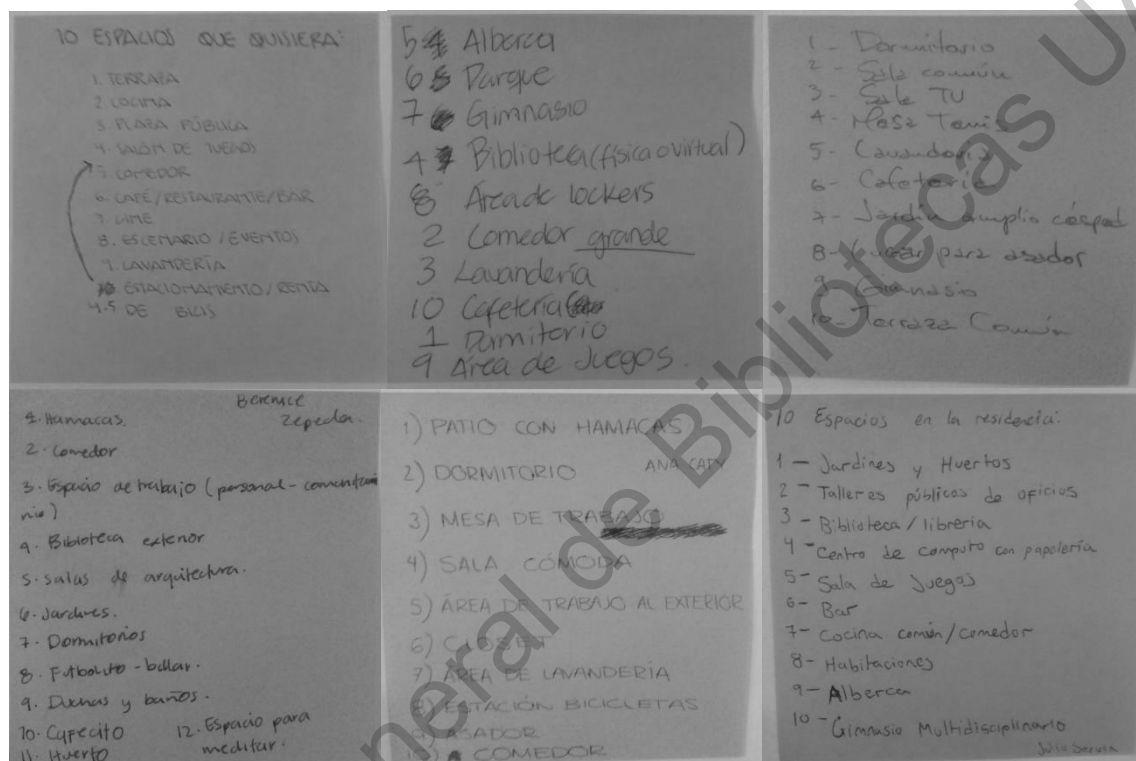 10 ESPACIOS QUE QUISIERA:
1. TERRAZA
2. COCINA
3. PLAZA PÚBLICA
4. SALÓN DE JUEGOS
5. COMEDOR
6. CAFÉ/RESTAURANTE/BAR
7. CINE
8. ESCENARIO / EVENTOS
9. LAVANDERÍA
10 ESTACIONAMIENTO/RENTA
4.5 DE BICIS
5 Alberca
6 Parque
7 Gimnasio
4 Biblioteca (física o virtual)
8 Area de lockers
2 Comedor grande
3 Lavandería
10 Cafetería
1 Dormitorio
9 Área de Juegos.
1 - Dormitorio
2 - Sala común
3 - Sala TV
4 - Mesa Tenis
5 - Lavandería
6 - Cafetería
7 - Jardín amplio césped
8 - Lugar para asador
9 - Gimnasio
10 - Terraza Común
Berenice
Zepeda.
1. Hamacas.
2. Comedor
3. Espacio de trabajo (personal - comunita
rio)
4. Biblioteca exterior
5. salas de arquitectura.
6. Jardines.
7. Dormitorios
8. Futbolito - billar.
9. Duchas y baños.
10. Cafecito
11. Huerto
12. Espacio para
meditar.
1) PATIO CON HAMACAS
2) DORMITORIO
ANA CATY
3) MESA DE TRABAJO
4) SALA CÓMODA
5) ÁREA DE TRABAJO AL EXTERIOR
6) CLOSET
7) ÁREA DE LAVANDERÍA
8) ESTACIÓN BICICLETAS
9) ASADOR
10) COMEDOR
10 Espacios en la residencia:
1 - Jardines y Huertos
2 - Talleres públicos de oficios
3 - Biblioteca / librería
4 - Centro de computo con papelería
5 - Sala de Juegos
6 - Bar
7 - Cocina común/comedor
8 - Habitaciones
9 - Alberca
10 - Gimnasio Multidisciplinario
neral de Bibliotecas UA